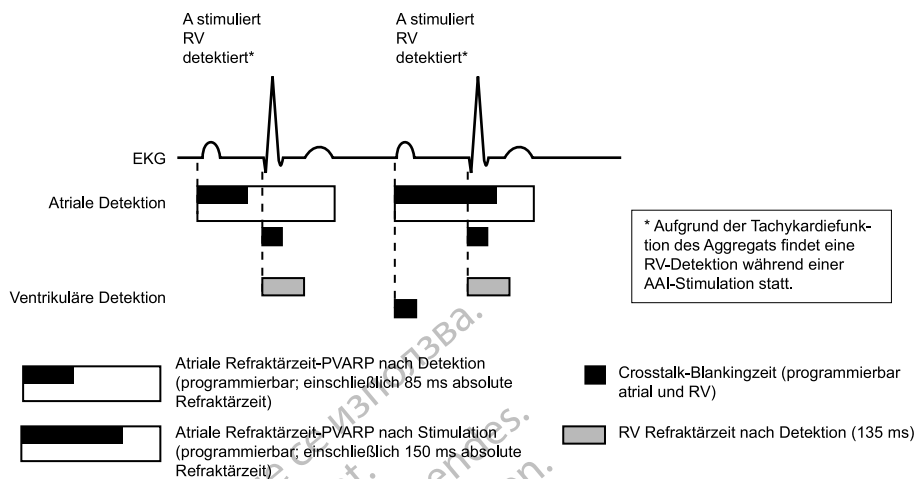 A stimuliert
RV
detektiert*
A stimuliert
RV
detektiert*
EKG
Atriale Detektion
Ventrikuläre Detektion
* Aufgrund der Tachykardiefunk-
tion des Aggregats findet eine
RV-Detektion während einer
AAI-Stimulation statt.
Atriale Refraktärzeit-PVARP nach Detektion
(programmierbar; einschließlich 85 ms absolute
Refraktärzeit)
Atriale Refraktärzeit-PVARP nach Stimulation
(programmierbar; einschließlich 150 ms absolute
Refraktärzeit)
Crosstalk-Blankingzeit (programmierbar
atrial und RV)
RV Refraktärzeit nach Detektion (135 ms)
се използва.